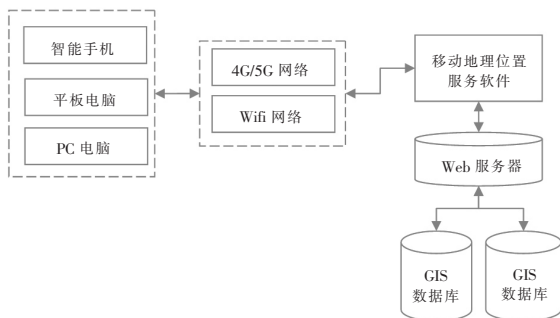 智能手机
平板电脑
PC 电脑
4G/5G 网络
Wifi 网络
移动地理位置
服务软件
Web 服务器
GIS
数据库
GIS
数据库